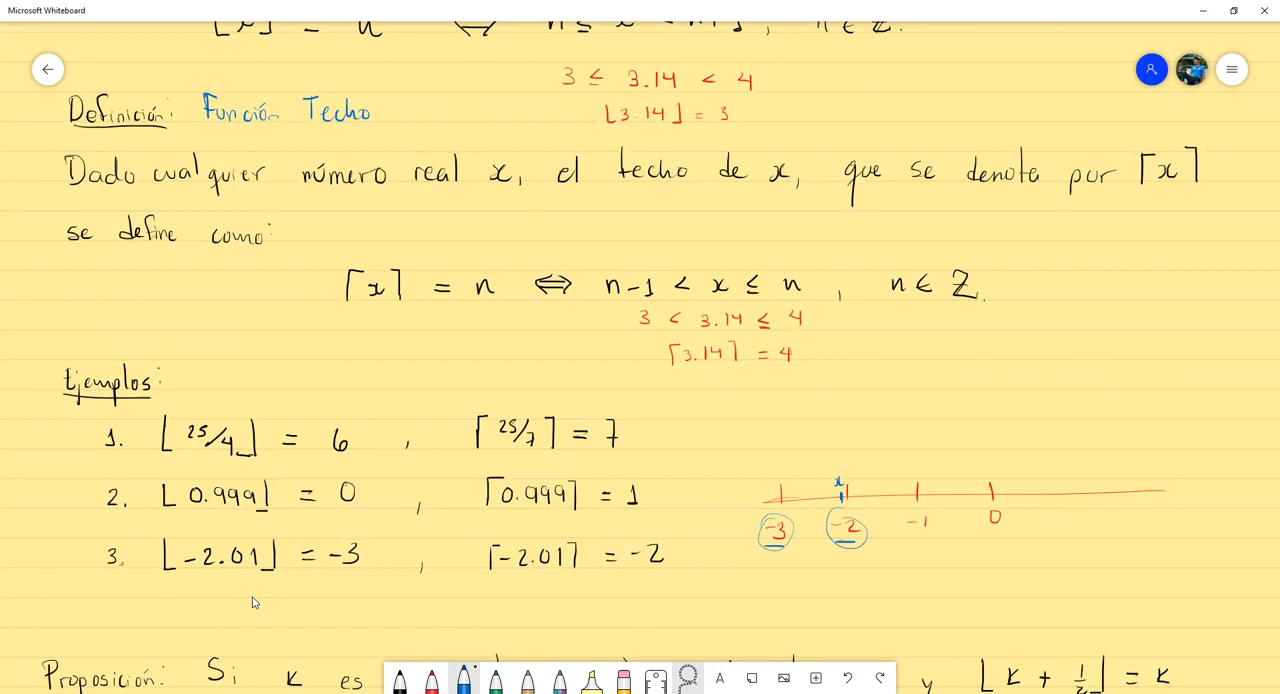 Microsoft Whiteboard
⌊x⌋ = n ⟺ n ≤ x < n+1, n ∈ Z.
3 ≤ 3.14 < 4
Definición: Función Techo
⌊3.14⌋ = 3
Dado cualquier número real x, el techo de x, que se denota por ⌈x⌉
se define como:
⌈x⌉ = n ⟺ n-1 < x ≤ n, n ∈ Z.
3 < 3.14 ≤ 4
⌈3.14⌉ = 4
Ejemplos:
1. ⌊25/4⌋ = 6, ⌈25/7⌉ = 7
2. ⌊0.999⌋ = 0, ⌈0.999⌉ = 1
x
-3 -2 -1 0
3. ⌊-2.01⌋ = -3, ⌈-2.01⌉ = -2
Proposición: Si k es y ⌊k + 1/2⌋ = k